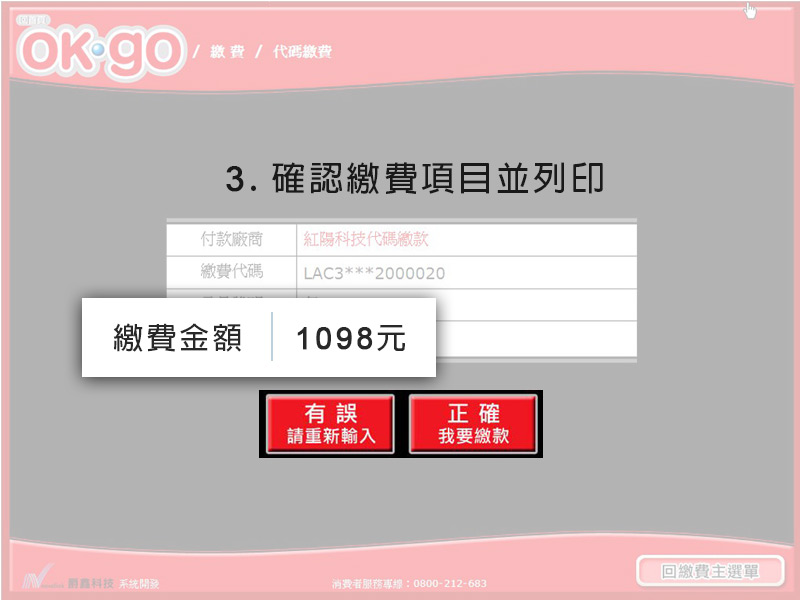 OK·go / 繳費 / 代碼繳費
3. 確認繳費項目並列印
付款廠商 紅陽科技代碼繳款
繳費代碼 LAC3***2000020
繳費金額 1098元
有誤 正確
請重新輸入 我要繳款
爵鑫科技 系統開發 消費者服務專線：0800-212-683
回繳費主選單